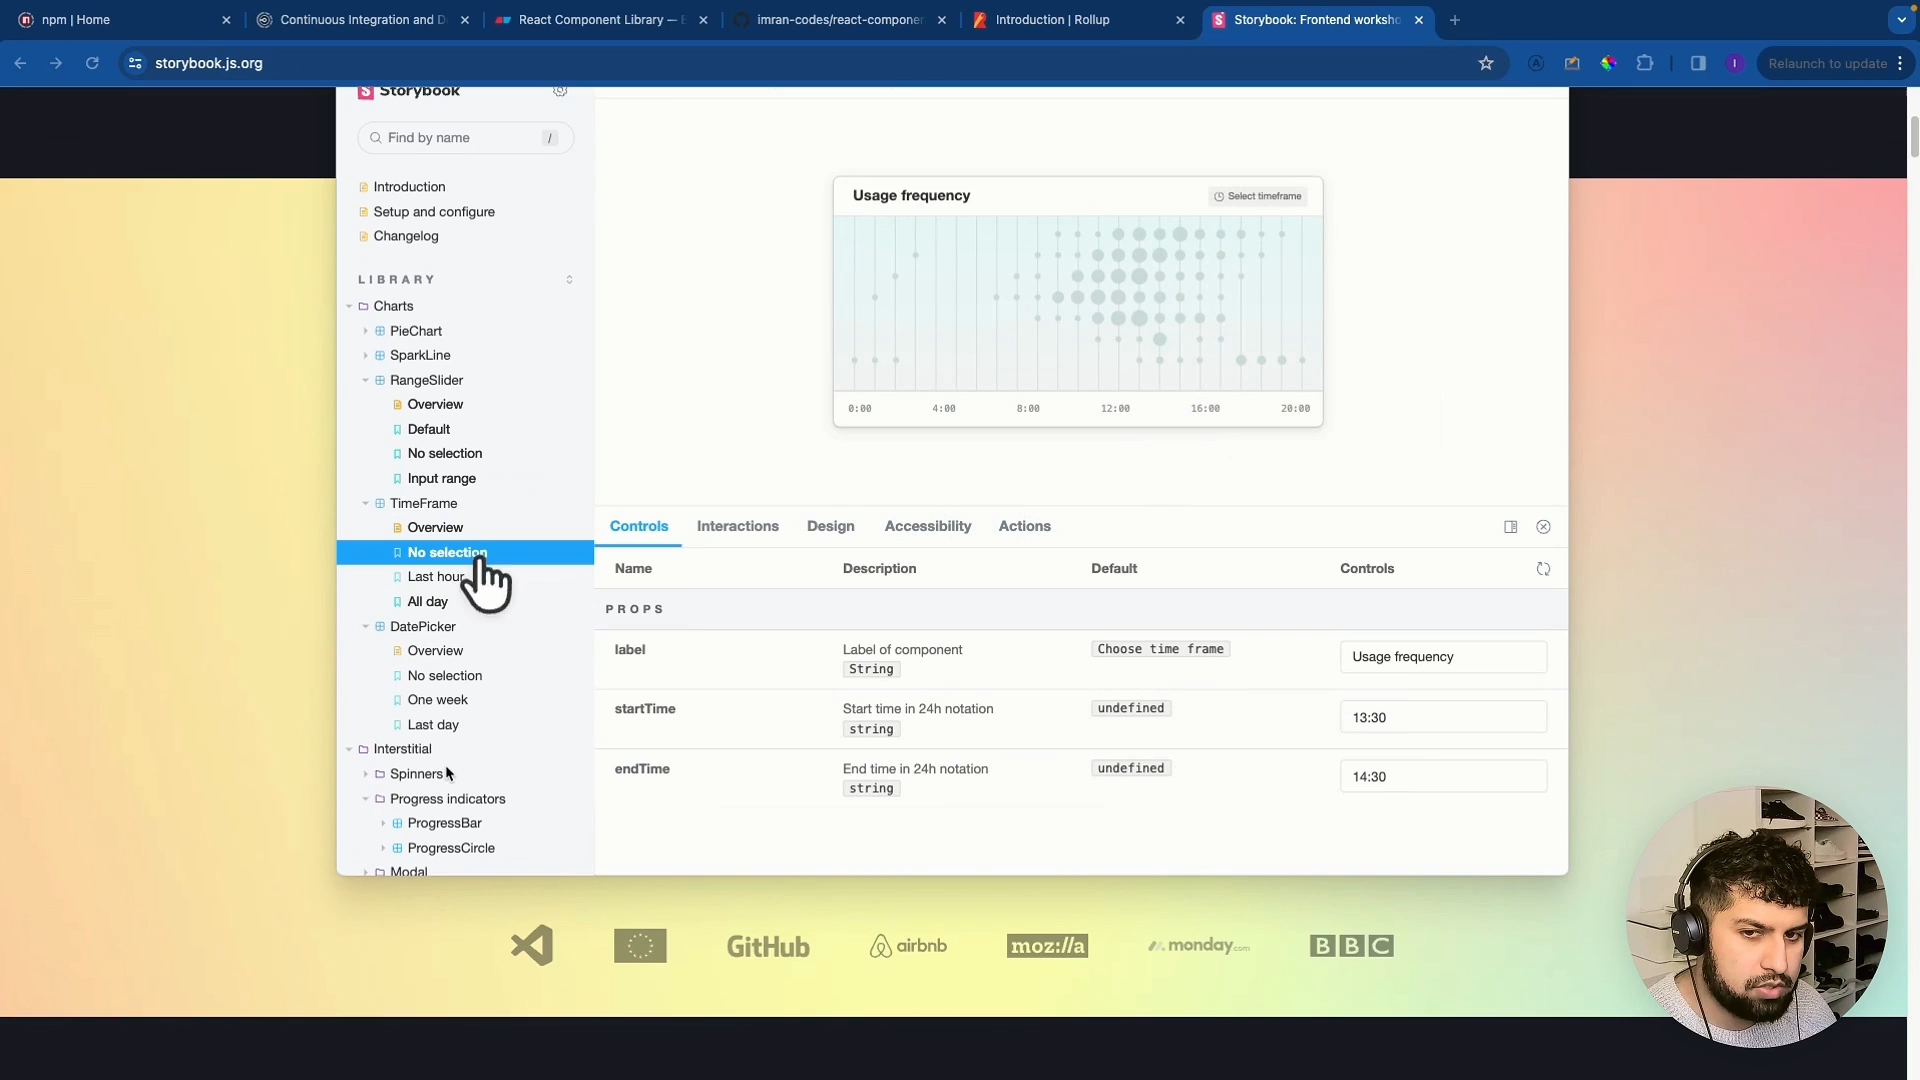 npm | Home
Continuous Integration and D
React Component Library — E
imran-codes/react-componen
Introduction | Rollup
Storybook: Frontend worksho
storybook.js.org
Relaunch to update
Storybook
Find by name
/
Introduction
Setup and configure
Changelog
LIBRARY
Charts
PieChart
SparkLine
RangeSlider
Overview
Default
No selection
Input range
TimeFrame
Overview
No selection
Last hour
All day
DatePicker
Overview
No selection
One week
Last day
Interstitial
Spinners
Progress indicators
ProgressBar
ProgressCircle
Modal
Usage frequency
Select timeframe
0:00 4:00 8:00 12:00 16:00 20:00
Controls Interactions Design Accessibility Actions
Name Description Default Controls
PROPS
label Label of component Choose time frame Usage frequency
String
startTime Start time in 24h notation undefined 13:30
string
endTime End time in 24h notation undefined 14:30
string
GitHub airbnb moz://a monday.com BBC